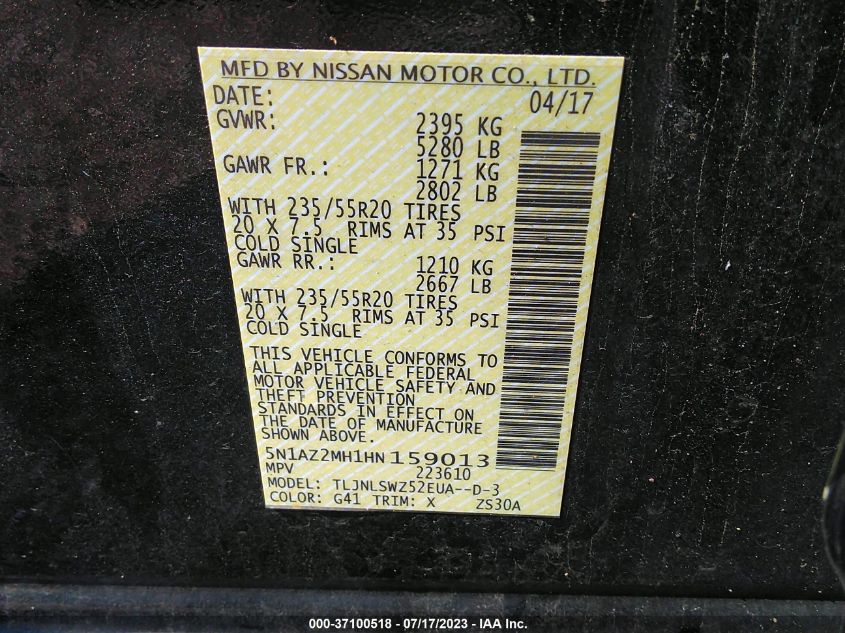 MFD BY NISSAN MOTOR CO., LTD.
DATE: 04/17
GVWR: 2395 KG
5280 LB
GAWR FR.: 1271 KG
2802 LB
WITH 235/55R20 TIRES
20 X 7.5 RIMS AT 35 PSI
COLD SINGLE
GAWR RR.: 1210 KG
2667 LB
WITH 235/55R20 TIRES
20 X 7.5 RIMS AT 35 PSI
COLD SINGLE
THIS VEHICLE CONFORMS TO
ALL APPLICABLE FEDERAL
MOTOR VEHICLE SAFETY AND
THEFT PREVENTION
STANDARDS IN EFFECT ON
THE DATE OF MANUFACTURE
SHOWN ABOVE.
5N1AZ2MH1HN159013
MPV 223610
MODEL: TLJNLSWZ52EUA--D-3
COLOR: G41 TRIM: X ZS30A
000-37100518 - 07/17/2023 - IAA Inc.